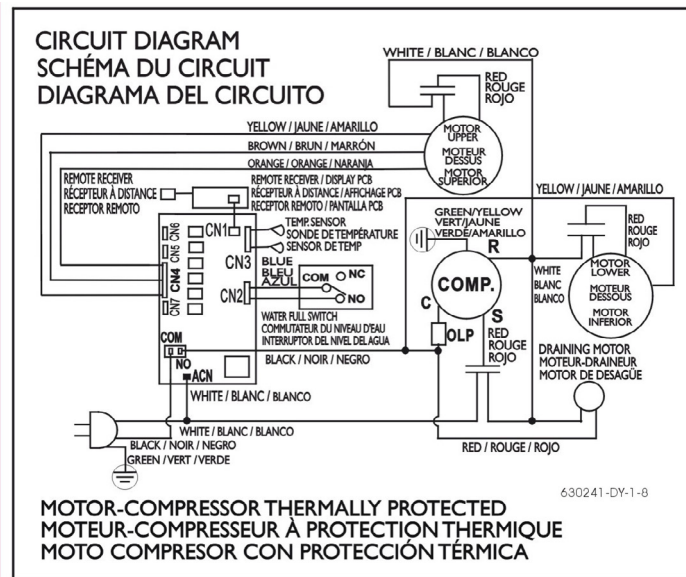 CIRCUIT DIAGRAM
SCHÉMA DU CIRCUIT
DIAGRAMA DEL CIRCUITO
WHITE / BLANC / BLANCO
RED
ROUGE
ROJO
MOTOR
UPPER
MOTEUR
DESSUS
MOTOR
SUPERIOR
YELLOW / JAUNE / AMARILLO
BROWN / BRUN / MARRÓN
ORANGE / ORANGE / NARANJA
REMOTE RECEIVER
RÉCEPTEUR À DISTANCE
RECEPTOR REMOTO
REMOTE RECEIVER / DISPLAY PCB
RÉCEPTEUR À DISTANCE / AFFICHAGE PCB
RECEPTOR REMOTO / PANTALLA PCB
YELLOW / JAUNE / AMARILLO
CN6
CN5
CN4
CN7
CN1
CN3
CN2
TEMP. SENSOR
SONDE DE TEMPÉRATURE
SENSOR DE TEMP
BLUE
BLEU
AZUL
COM
NC
NO
GREEN/YELLOW
VERT/JAUNE
VERDE/AMARILLO
R
COMP.
C
S
OLP
RED
ROUGE
ROJO
WHITE
BLANC
BLANCO
RED
ROUGE
ROJO
MOTOR
LOWER
MOTEUR
DESSOUS
MOTOR
INFERIOR
WATER FULL SWITCH
COMMUTATEUR DU NIVEAU D'EAU
INTERRUPTOR DEL NIVEL DEL AGUA
COM
NO
ACN
BLACK / NOIR / NEGRO
DRAINING MOTOR
MOTEUR-DRAINEUR
MOTOR DE DESAGÜE
WHITE / BLANC / BLANCO
WHITE / BLANC / BLANCO
BLACK / NOIR / NEGRO
GREEN / VERT / VERDE
RED / ROUGE / ROJO
630241-DY-1-8
MOTOR-COMPRESSOR THERMALLY PROTECTED
MOTEUR-COMPRESSEUR À PROTECTION THERMIQUE
MOTO COMPRESOR CON PROTECCIÓN TÉRMICA